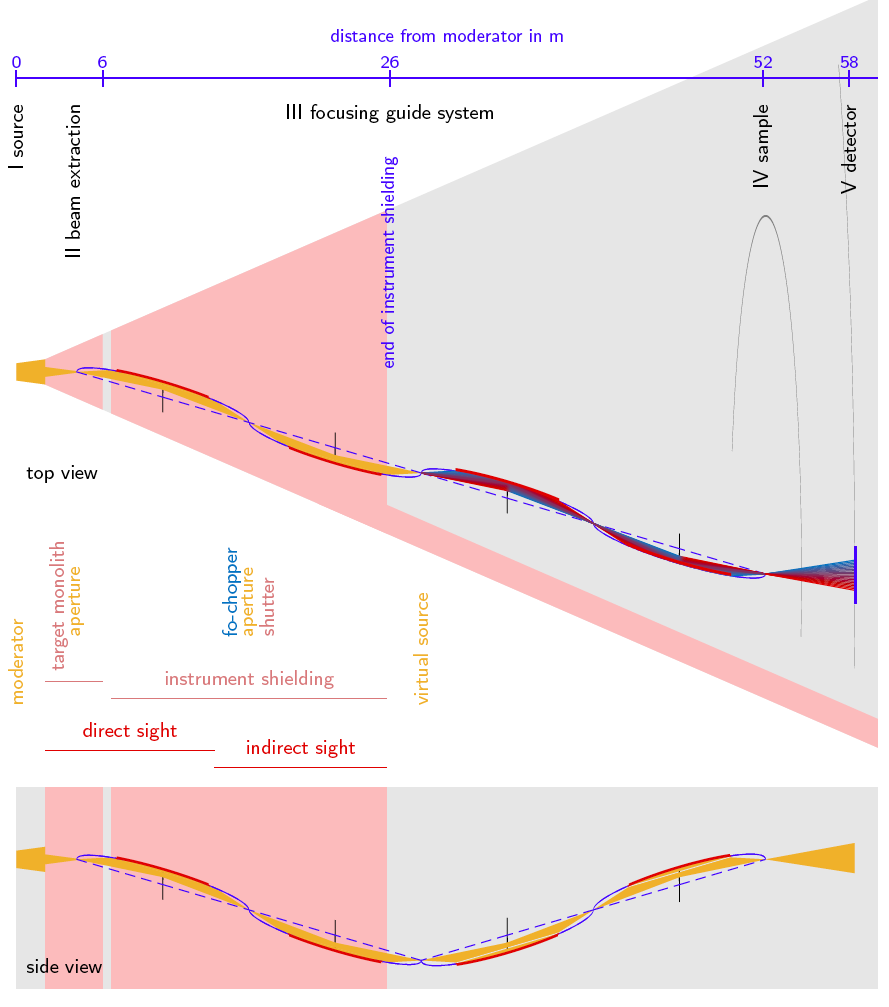 distance from moderator in m
0 6 26 52 58
I source
II beam extraction
III focusing guide system
end of instrument shielding
IV sample
V detector
top view
moderator
target monolith
aperture
fo-chopper
aperture
shutter
virtual source
instrument shielding
direct sight
indirect sight
side view